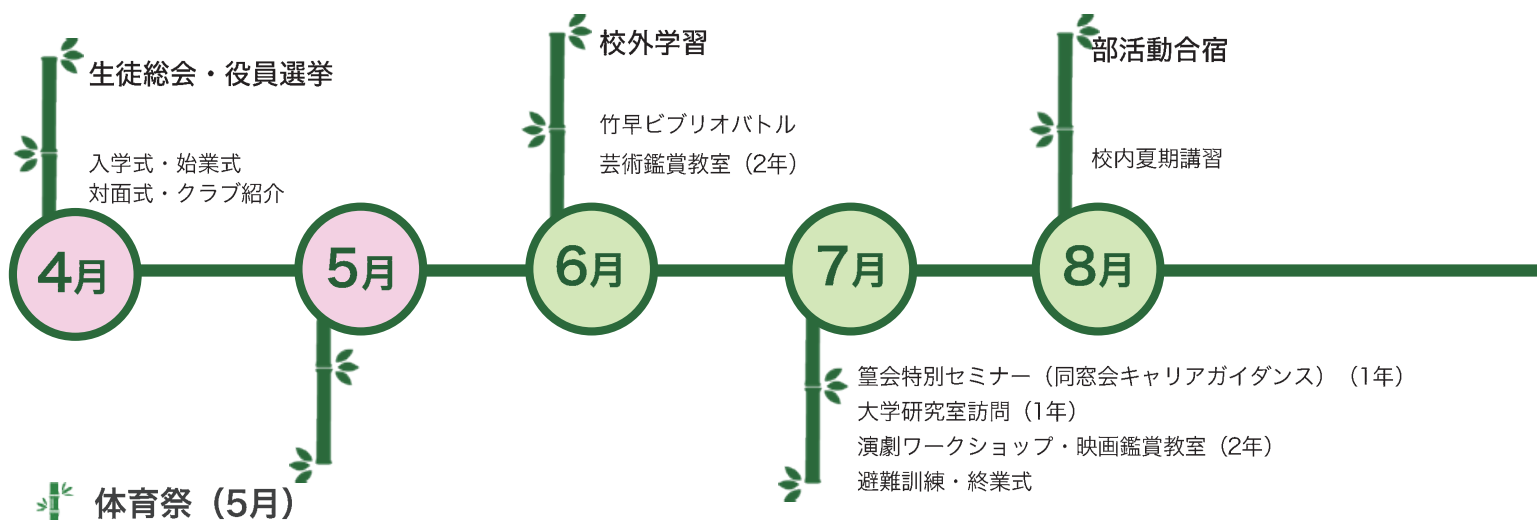 生徒総会・役員選挙
入学式・始業式
対面式・クラブ紹介
4月
5月
校外学習
竹早ビブリオバトル
芸術鑑賞教室（2年）
6月
7月
篁会特別セミナー（同窓会キャリアガイダンス）（1年）
大学研究室訪問（1年）
演劇ワークショップ・映画鑑賞教室（2年）
避難訓練・終業式
部活動合宿
校内夏期講習
8月
体育祭（5月）